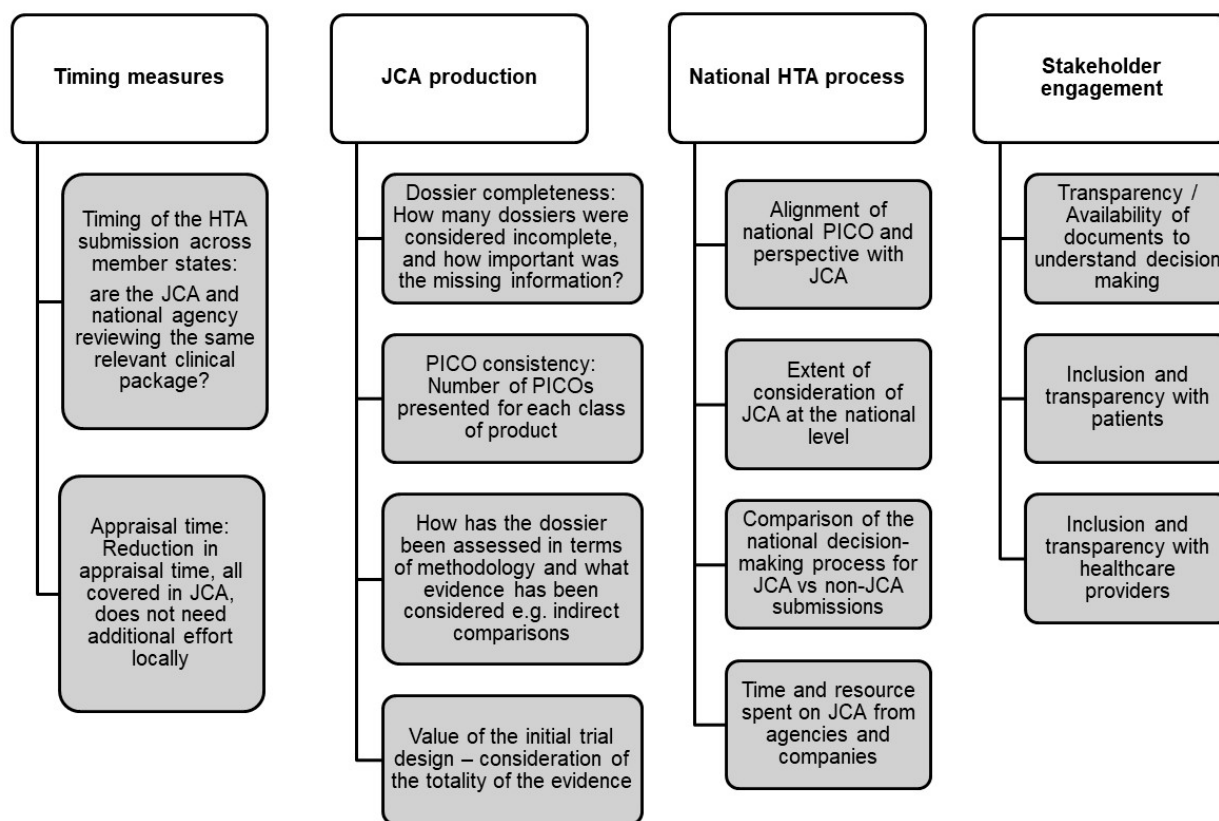 Timing measures
Timing of the HTA
submission across
member states:
are the JCA and
national agency
reviewing the same
relevant clinical
package?
Appraisal time:
Reduction in
appraisal time, all
covered in JCA,
does not need
additional effort
locally
JCA production
Dossier completeness:
How many dossiers were
considered incomplete,
and how important was
the missing information?
PICO consistency:
Number of PICOs
presented for each class
of product
How has the dossier
been assessed in terms
of methodology and what
evidence has been
considered e.g. indirect
comparisons
Value of the initial trial
design – consideration of
the totality of the evidence
National HTA process
Alignment of
national PICO and
perspective with
JCA
Extent of
consideration of
JCA at the national
level
Comparison of the
national decision-
making process for
JCA vs non-JCA
submissions
Time and resource
spent on JCA from
agencies and
companies
Stakeholder
engagement
Transparency /
Availability of
documents to
understand decision
making
Inclusion and
transparency with
patients
Inclusion and
transparency with
healthcare
providers